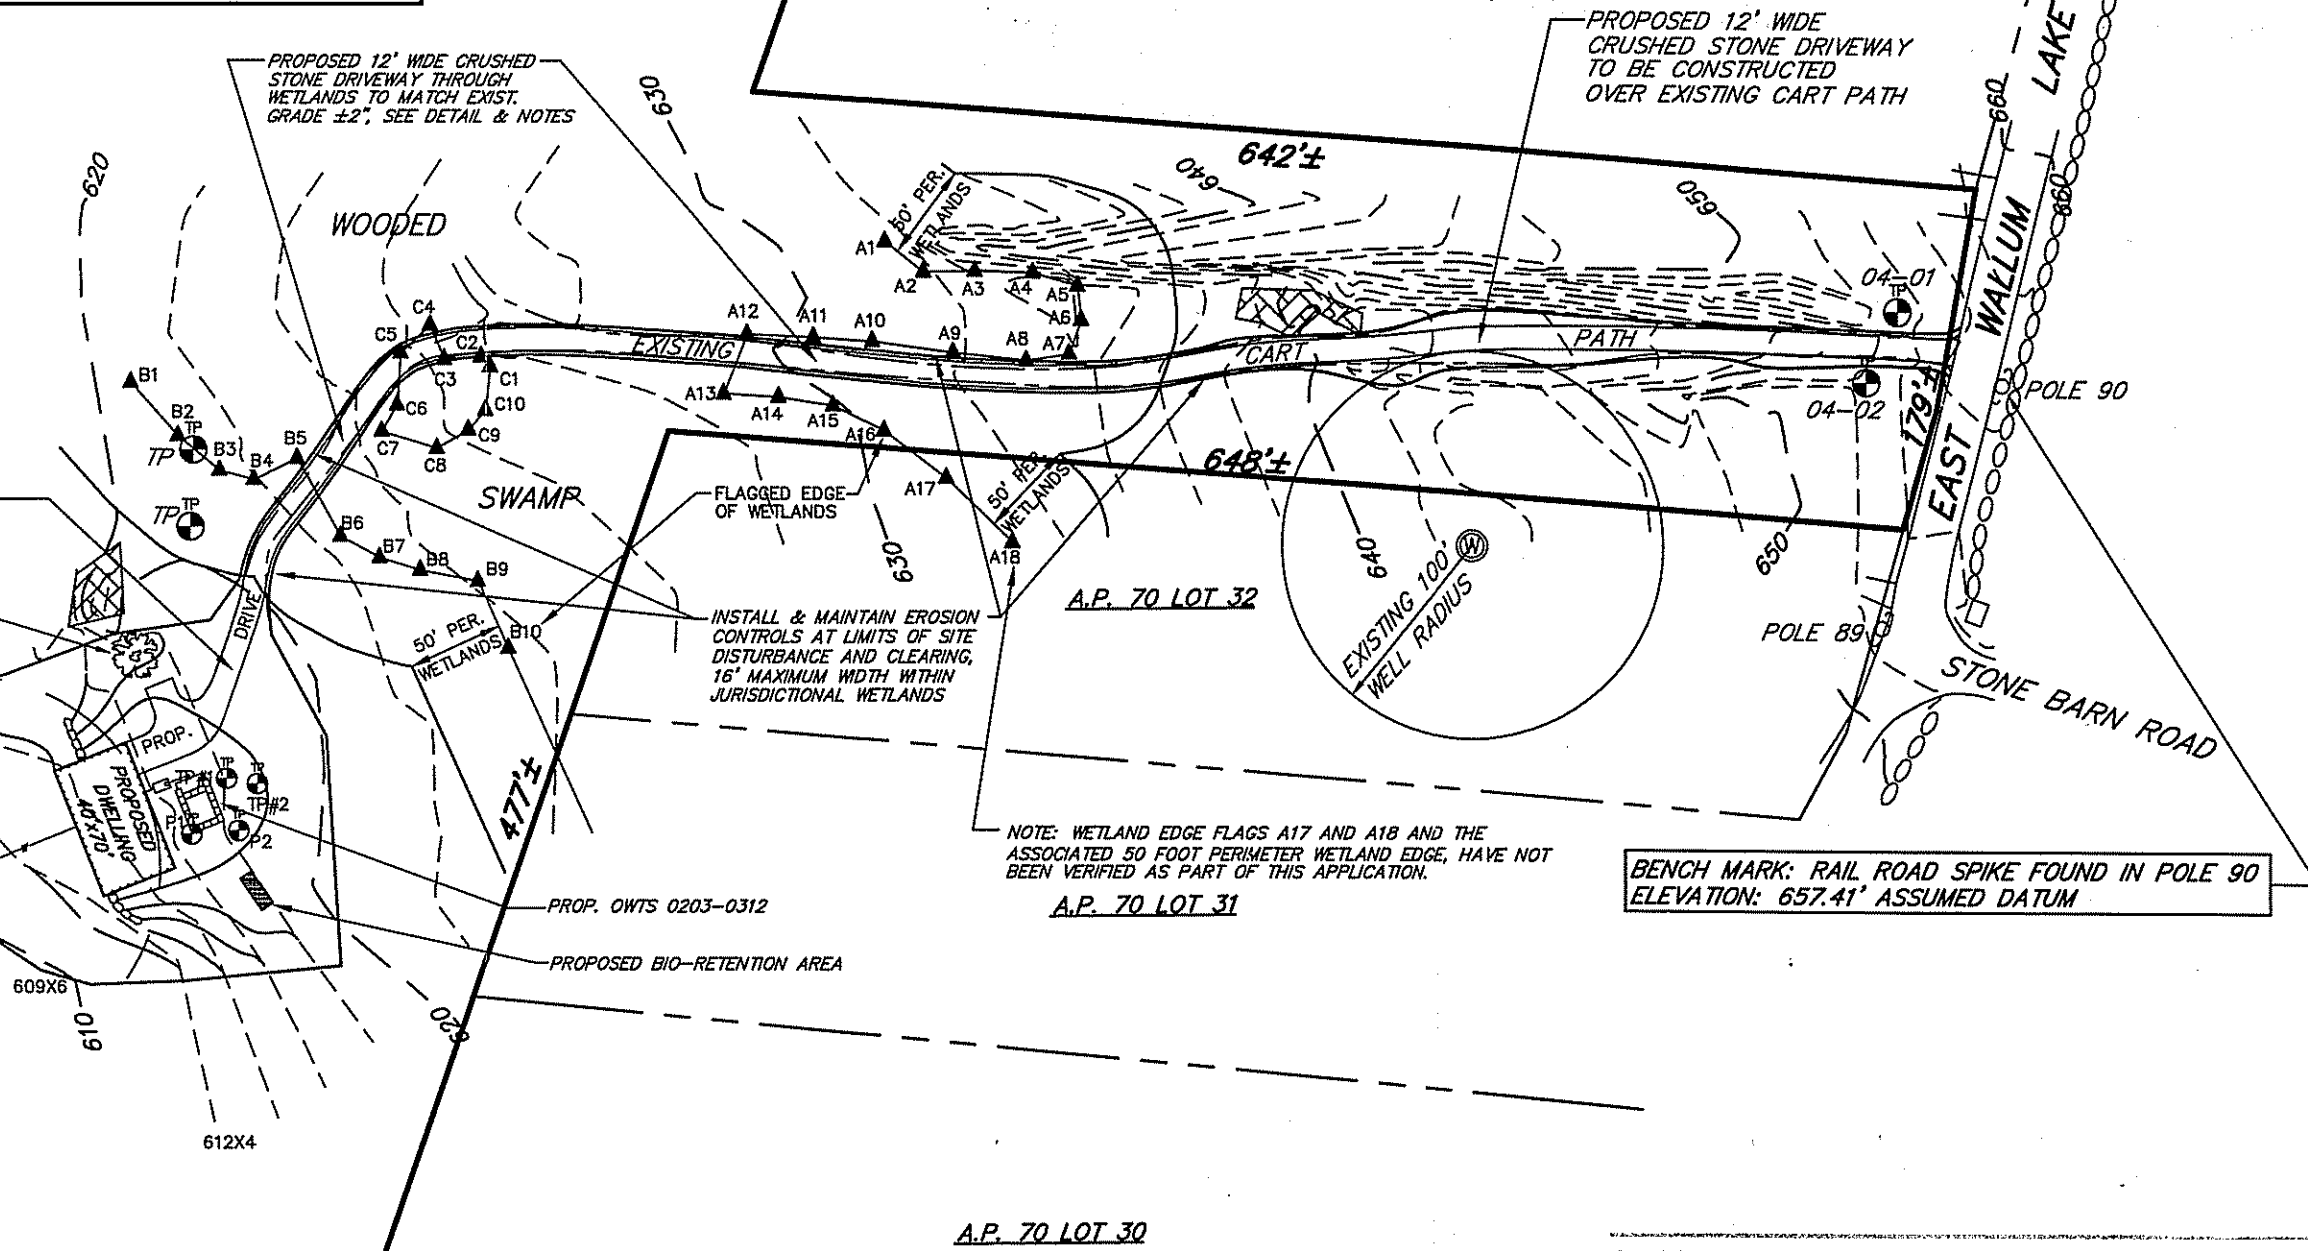 PROPOSED 12' WIDE CRUSHED
STONE DRIVEWAY THROUGH
WETLANDS TO MATCH EXIST.
GRADE ±2", SEE DETAIL & NOTES
PROPOSED 12' WIDE
CRUSHED STONE DRIVEWAY
TO BE CONSTRUCTED
OVER EXISTING CART PATH
EAST WALLUM LAKE
660
660
630
620
642'±
640
650
WOODED
50' PER.
WETLANDS
A1
A2
A3
A4
A5
A6
A7
A8
A9
A10
A11
A12
A13
A14
A15
A16
A17
A18
04-01
TP
04-02
TP
EXISTING
CART
PATH
C4
C5
C2
C3
C1
C6
C10
C7
C9
C8
B1
B2
TP
TP
B3
B4
B5
B6
B7
B8
B9
B10
TP
TP
SWAMP
FLAGGED EDGE
OF WETLANDS
648'±
50' PER.
WETLANDS
179'±
POLE 90
630
640
650
EXISTING 100'
WELL RADIUS
W
A.P. 70 LOT 32
POLE 89
STONE BARN ROAD
DRIVE
50' PER.
WETLANDS
INSTALL & MAINTAIN EROSION
CONTROLS AT LIMITS OF SITE
DISTURBANCE AND CLEARING,
16' MAXIMUM WIDTH WITHIN
JURISDICTIONAL WETLANDS
PROP.
PROPOSED
DWELLING
40'X70'
TP #1
TP
TP
TP#2
P1
TP
TP
P2
477'±
NOTE: WETLAND EDGE FLAGS A17 AND A18 AND THE
ASSOCIATED 50 FOOT PERIMETER WETLAND EDGE, HAVE NOT
BEEN VERIFIED AS PART OF THIS APPLICATION.
BENCH MARK: RAIL ROAD SPIKE FOUND IN POLE 90
ELEVATION: 657.41' ASSUMED DATUM
PROP. OWTS 0203-0312
A.P. 70 LOT 31
PROPOSED BIO-RETENTION AREA
609X6
610
620
612X4
A.P. 70 LOT 30